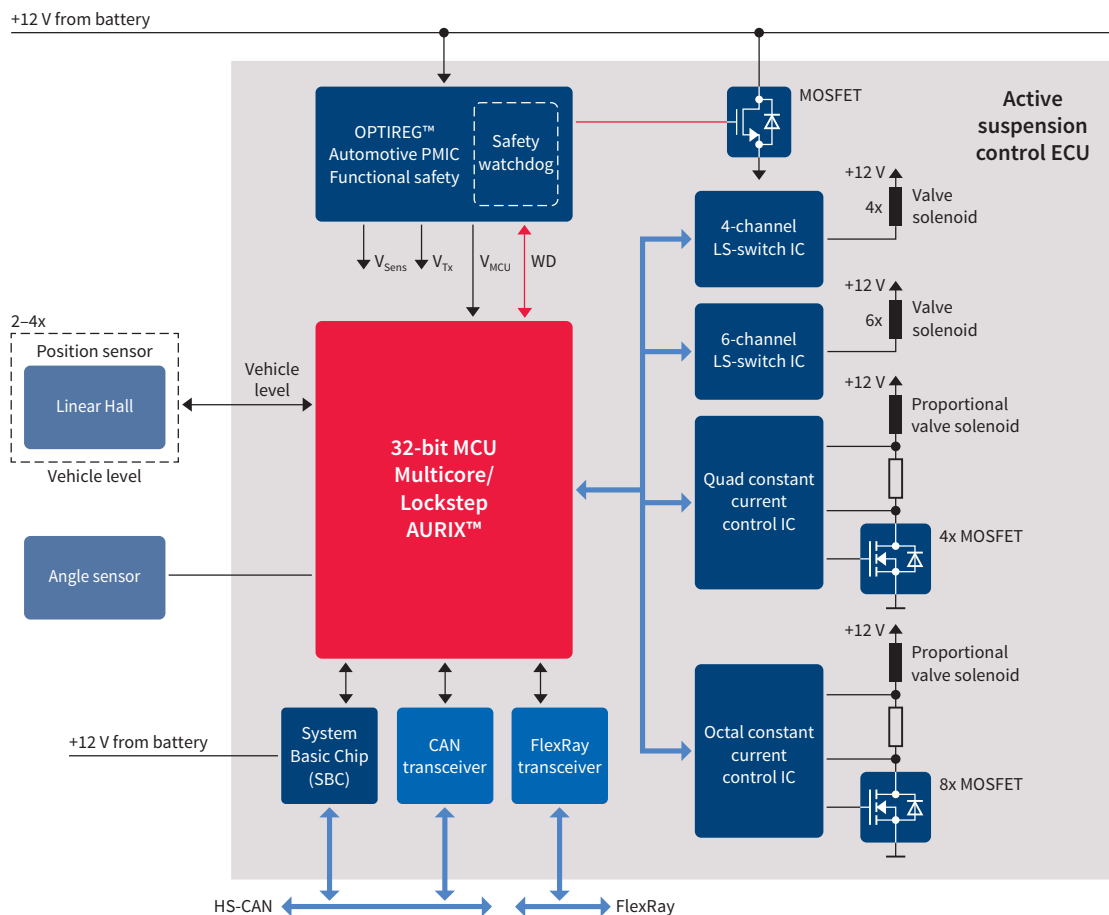 +12 V from battery
MOSFET
Active
suspension
control ECU
OPTIREG™
Automotive PMIC
Functional safety
Safety
watchdog
+12 V
4x
Valve
solenoid
4-channel
LS-switch IC
VSens
VTx
VMCU
WD
+12 V
6x
Valve
solenoid
6-channel
LS-switch IC
2–4x
Position sensor
Linear Hall
Vehicle level
Vehicle
level
32-bit MCU
Multicore/
Lockstep
AURIX™
+12 V
Proportional
valve solenoid
Quad constant
current
control IC
4x MOSFET
Angle sensor
+12 V
Proportional
valve solenoid
Octal constant
current
control IC
8x MOSFET
+12 V from battery
System
Basic Chip
(SBC)
CAN
transceiver
FlexRay
transceiver
HS-CAN
FlexRay